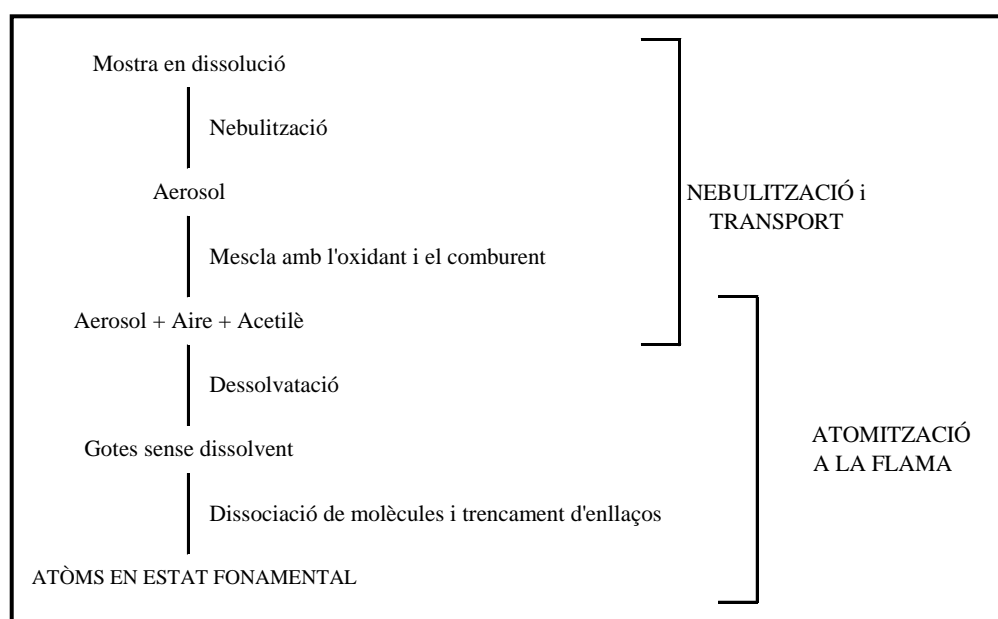 Mostra en dissolució
Nebulització
Aerosol
NEBULITZACIÓ i
TRANSPORT
Mescla amb l'oxidant i el comburent
Aerosol + Aire + Acetilè
Dessolvatació
Gotes sense dissolvent
ATOMITZACIÓ
A LA FLAMA
Dissociació de molècules i trencament d'enllaços
ATÒMS EN ESTAT FONAMENTAL